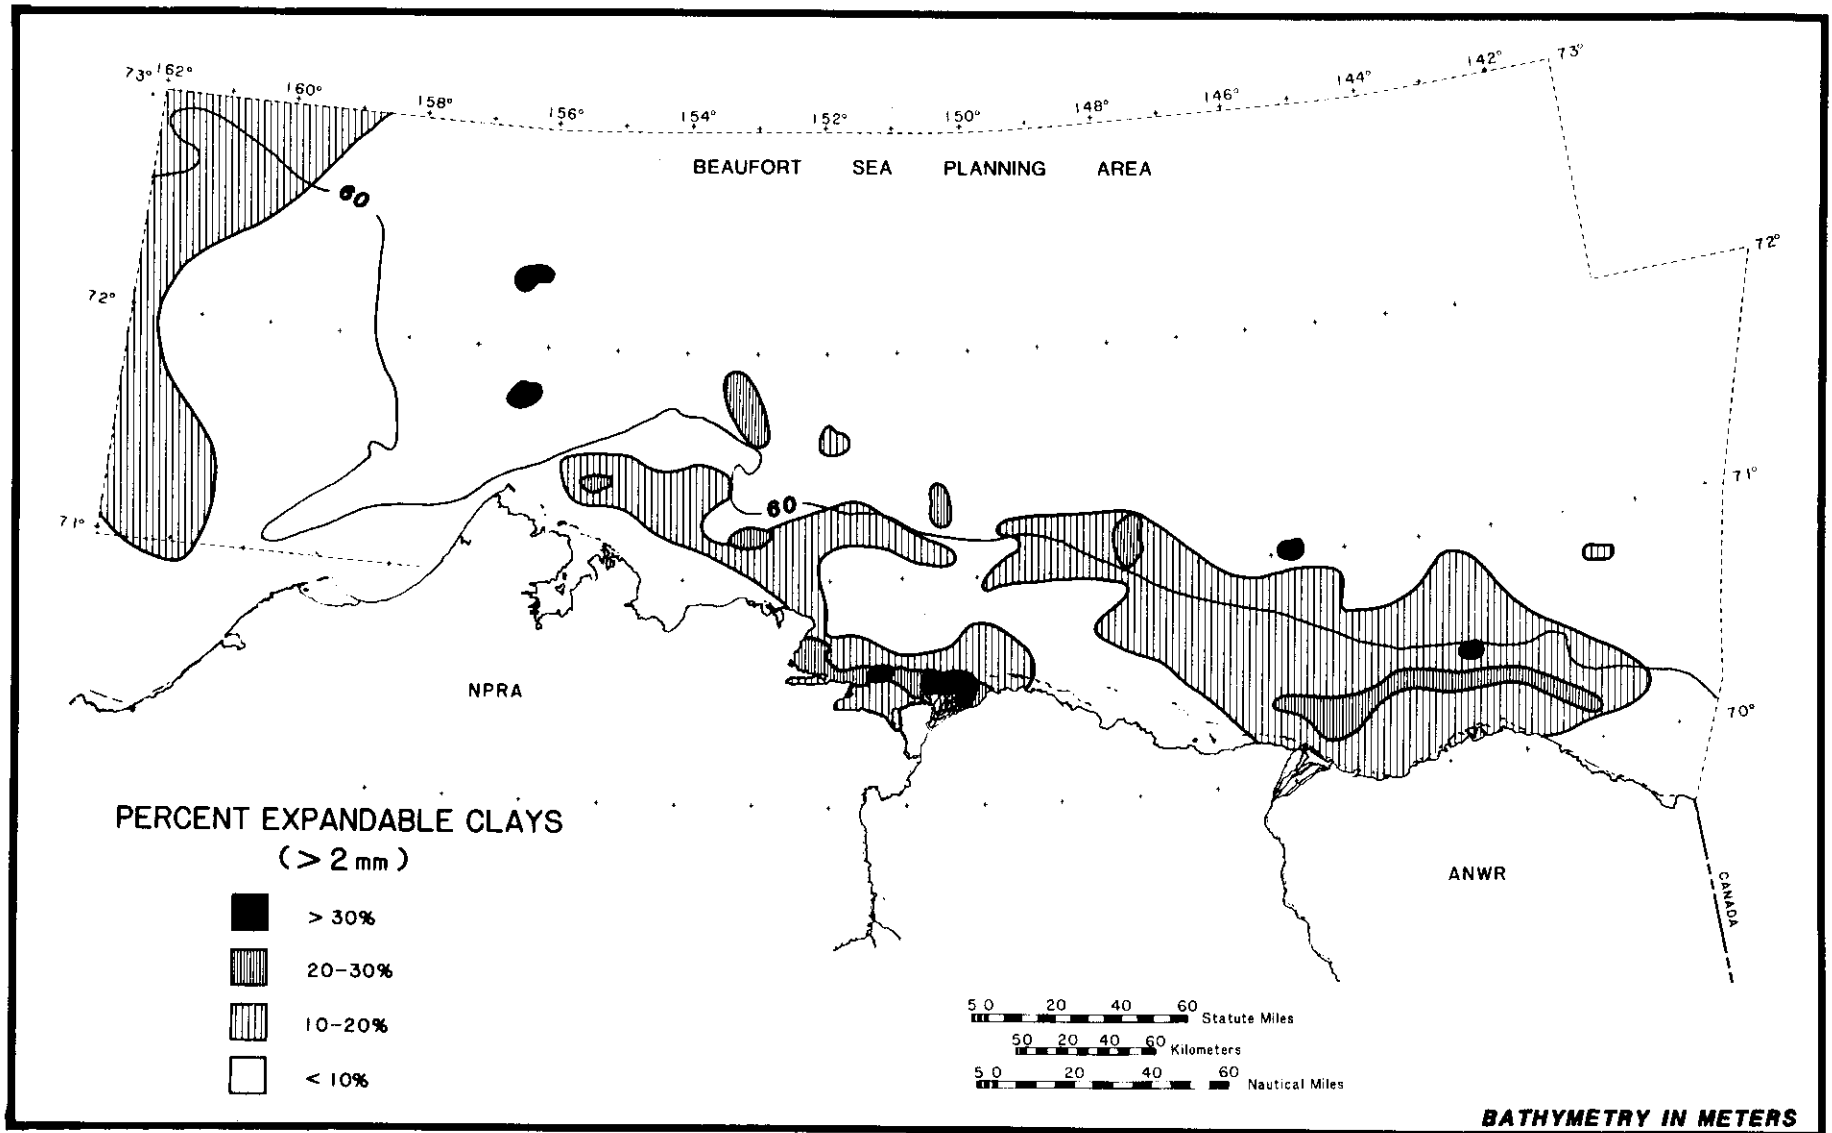 73° 162° 160° 158° 156° 154° 152° 150° 148° 146° 144° 142° 73°
BEAUFORT SEA PLANNING AREA
60
72°
72°
71°
60
71°
NPRA
70°
PERCENT EXPANDABLE CLAYS
(> 2 mm)
> 30%
20-30%
10-20%
< 10%
ANWR
CANADA
5 0 20 40 60 Statute Miles
50 20 40 60 Kilometers
5 0 20 40 60 Nautical Miles
BATHYMETRY IN METERS